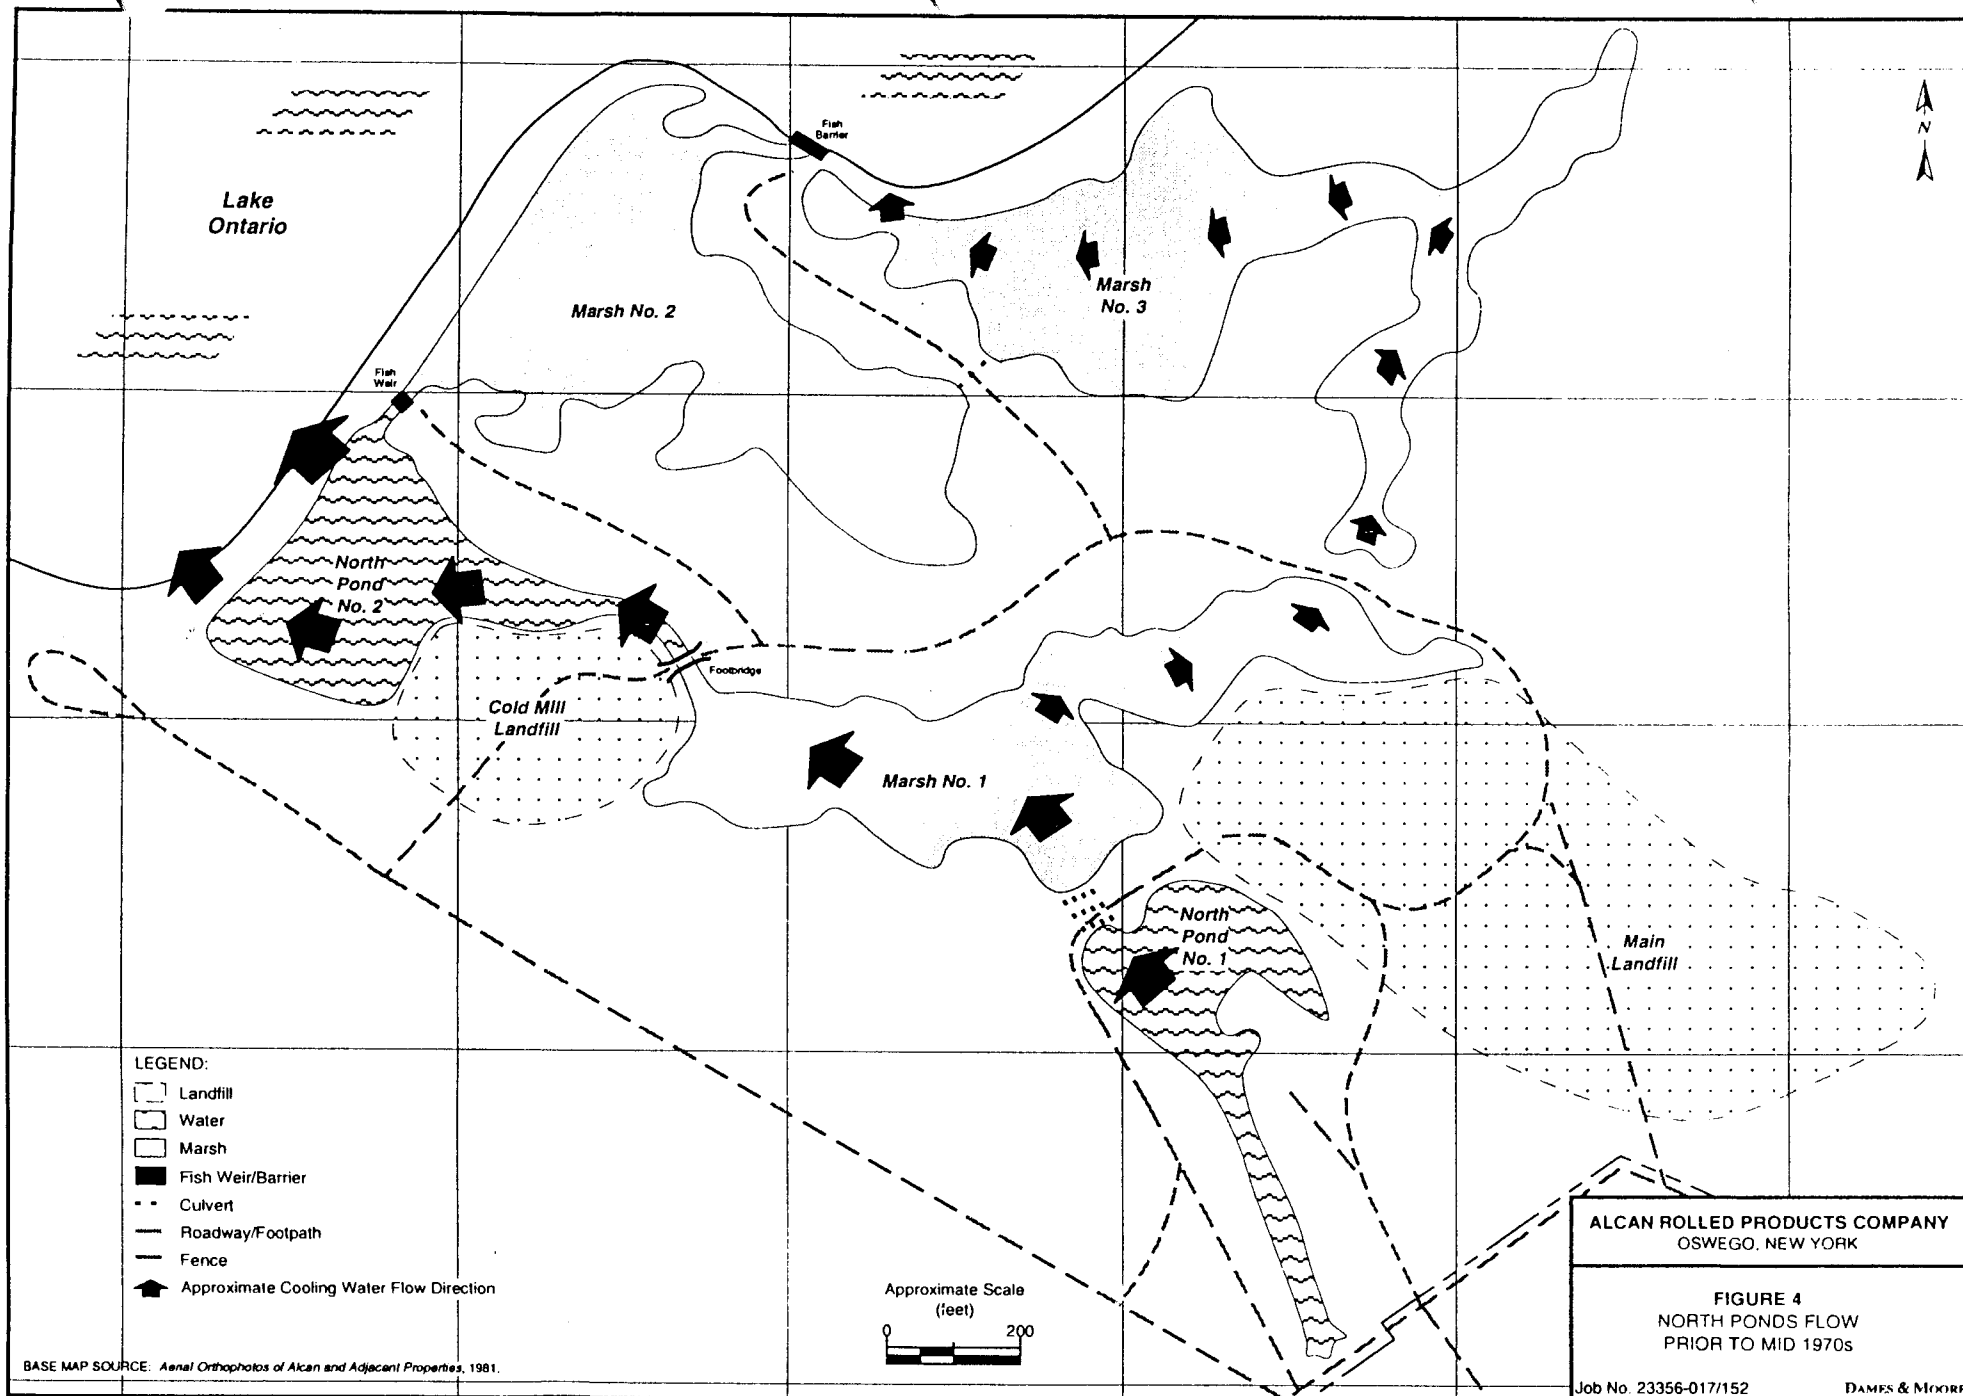 Fish
Barrier
N
Lake
Ontario
Marsh No. 2
Marsh
No. 3
Fish
Weir
North
Pond
No. 2
Footbridge
Cold Mill
Landfill
Marsh No. 1
North
Pond
No. 1
Main
Landfill
LEGEND:
Landfill
Water
Marsh
Fish Weir/Barrier
Culvert
Roadway/Footpath
Fence
Approximate Cooling Water Flow Direction
Approximate Scale
(feet)
0 200
BASE MAP SOURCE: Aerial Orthophotos of Alcan and Adjacent Properties, 1981.
ALCAN ROLLED PRODUCTS COMPANY
OSWEGO, NEW YORK
FIGURE 4
NORTH PONDS FLOW
PRIOR TO MID 1970s
Job No. 23356-017/152 DAMES & MOORE